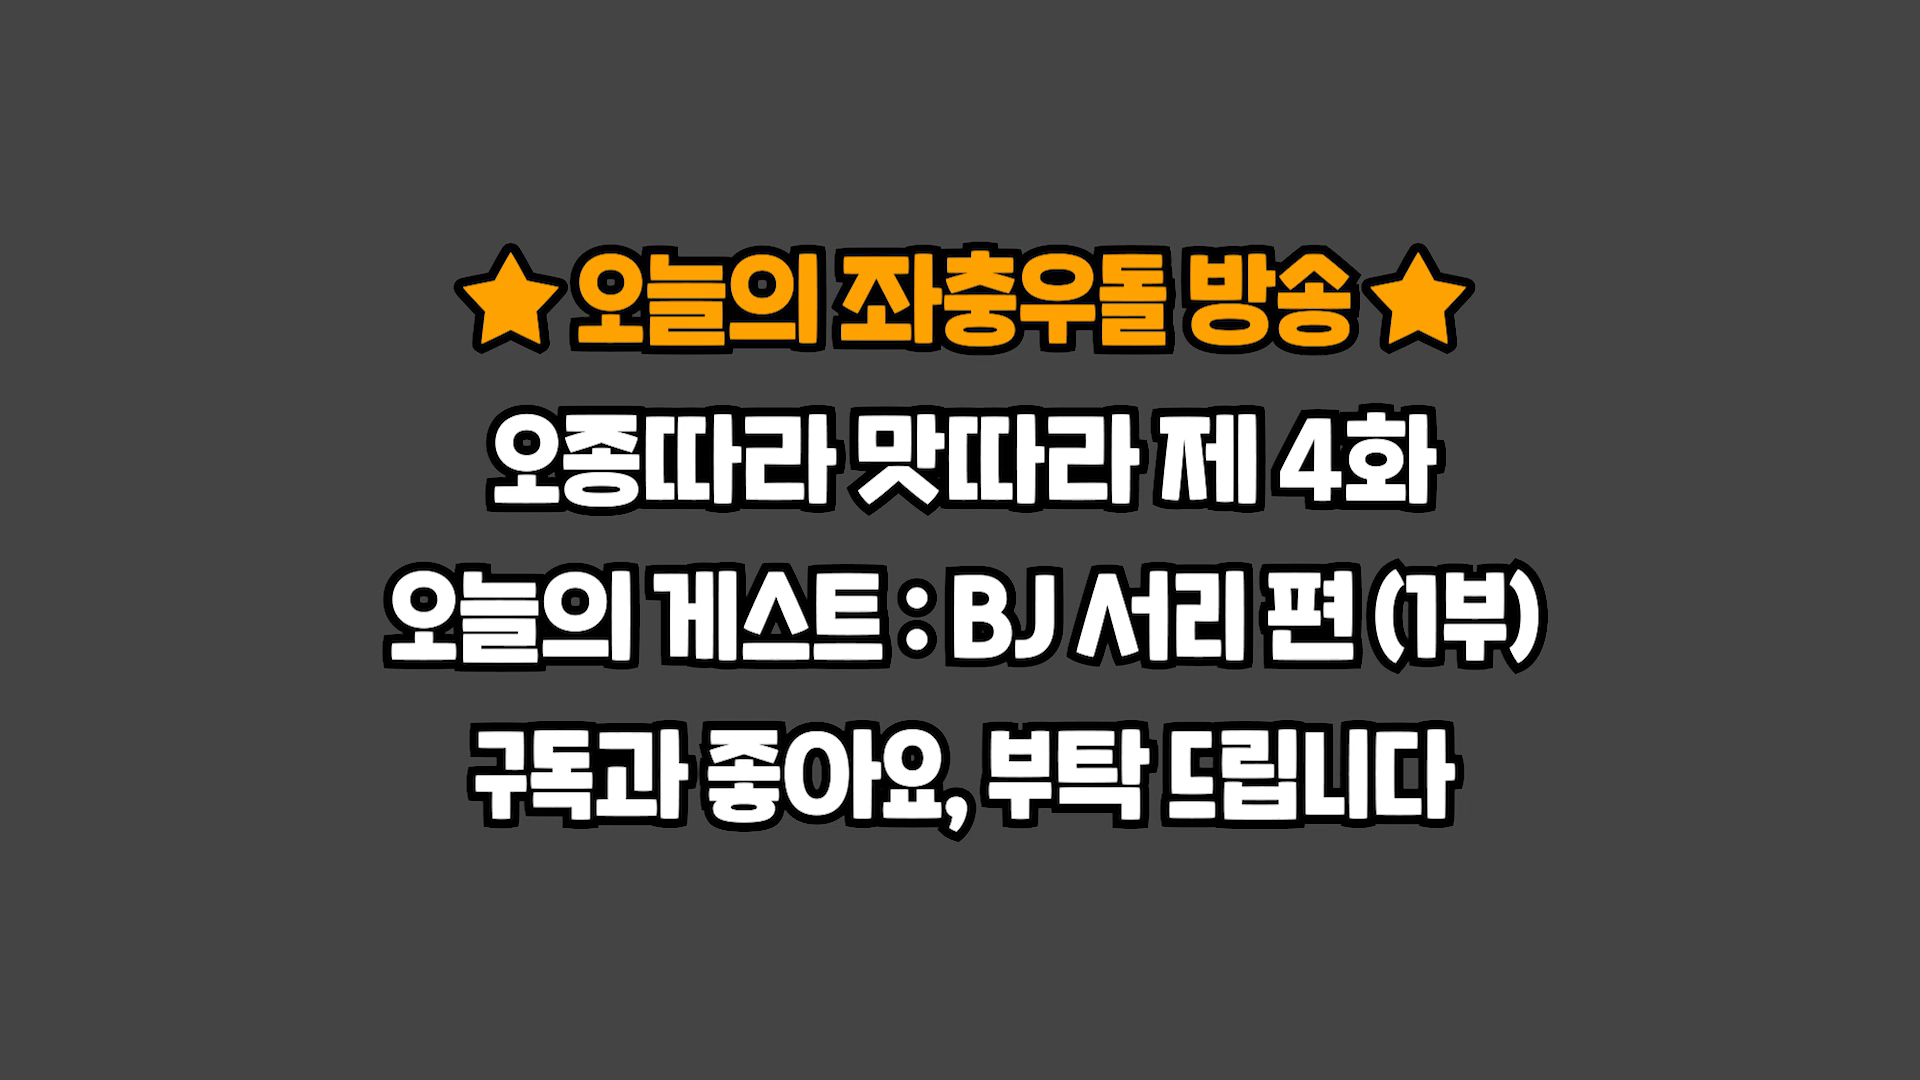 ★오늘의 좌충우돌 방송★
오종따라 맛따라 제 4화
오늘의 게스트 : BJ 서리 편 (1부)
구독과 좋아요, 부탁 드립니다